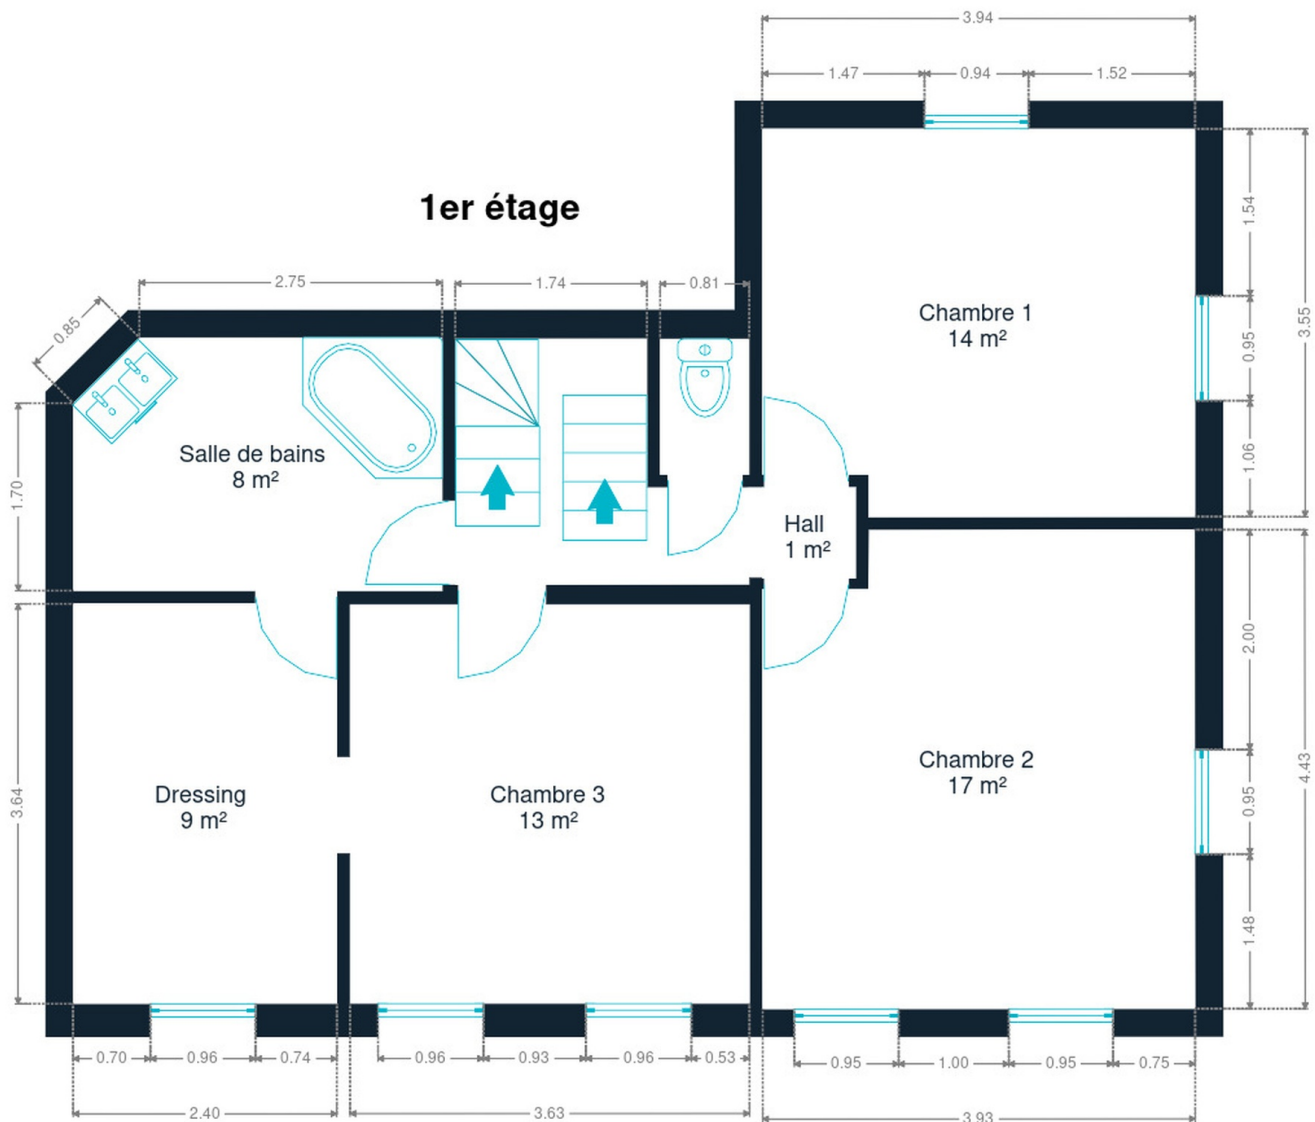 3.94
1.47
0.94
1.52
1er étage
1.54
0.95
1.06
3.55
2.75
1.74
0.81
0.85
Chambre 1
14 m²
Salle de bains
8 m²
1.70
Hall
1 m²
2.00
0.95
1.48
4.43
3.64
Dressing
9 m²
Chambre 3
13 m²
Chambre 2
17 m²
0.70
0.96
0.74
0.96
0.93
0.96
0.53
0.95
1.00
0.95
0.75
2.40
3.63
3.93